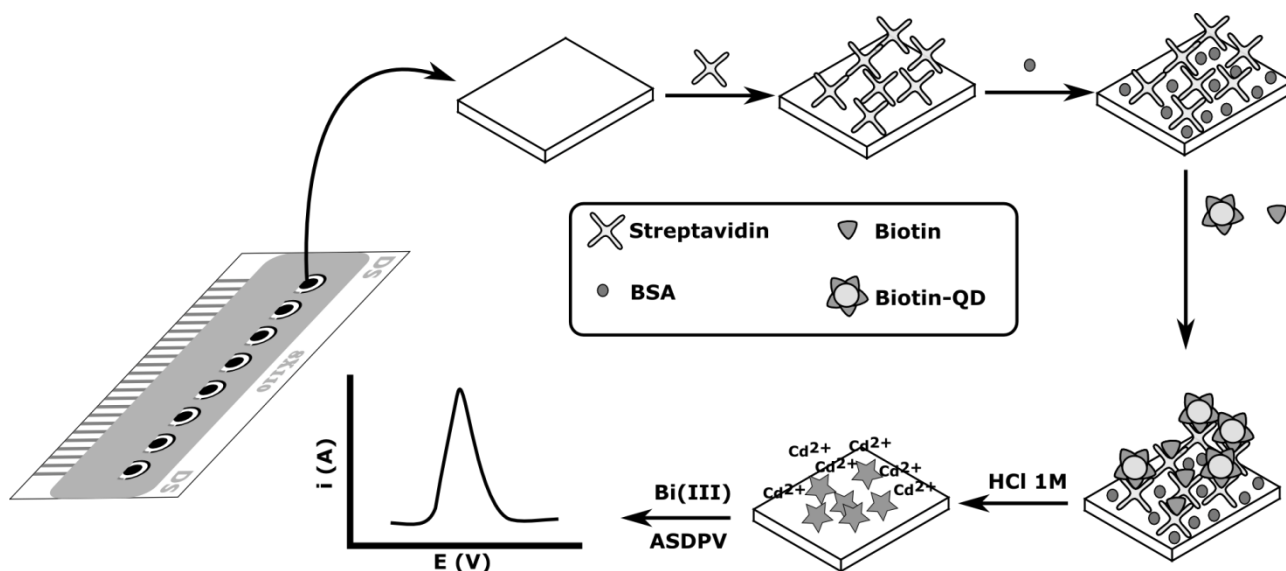 Streptavidin
Biotin
BSA
Biotin-QD
DS
8X110
DS
i (A)
E (V)
Bi(III)
ASDPV
Cd2+
Cd2+
Cd2+
Cd2+
Cd2+
Cd2+
HCl 1M